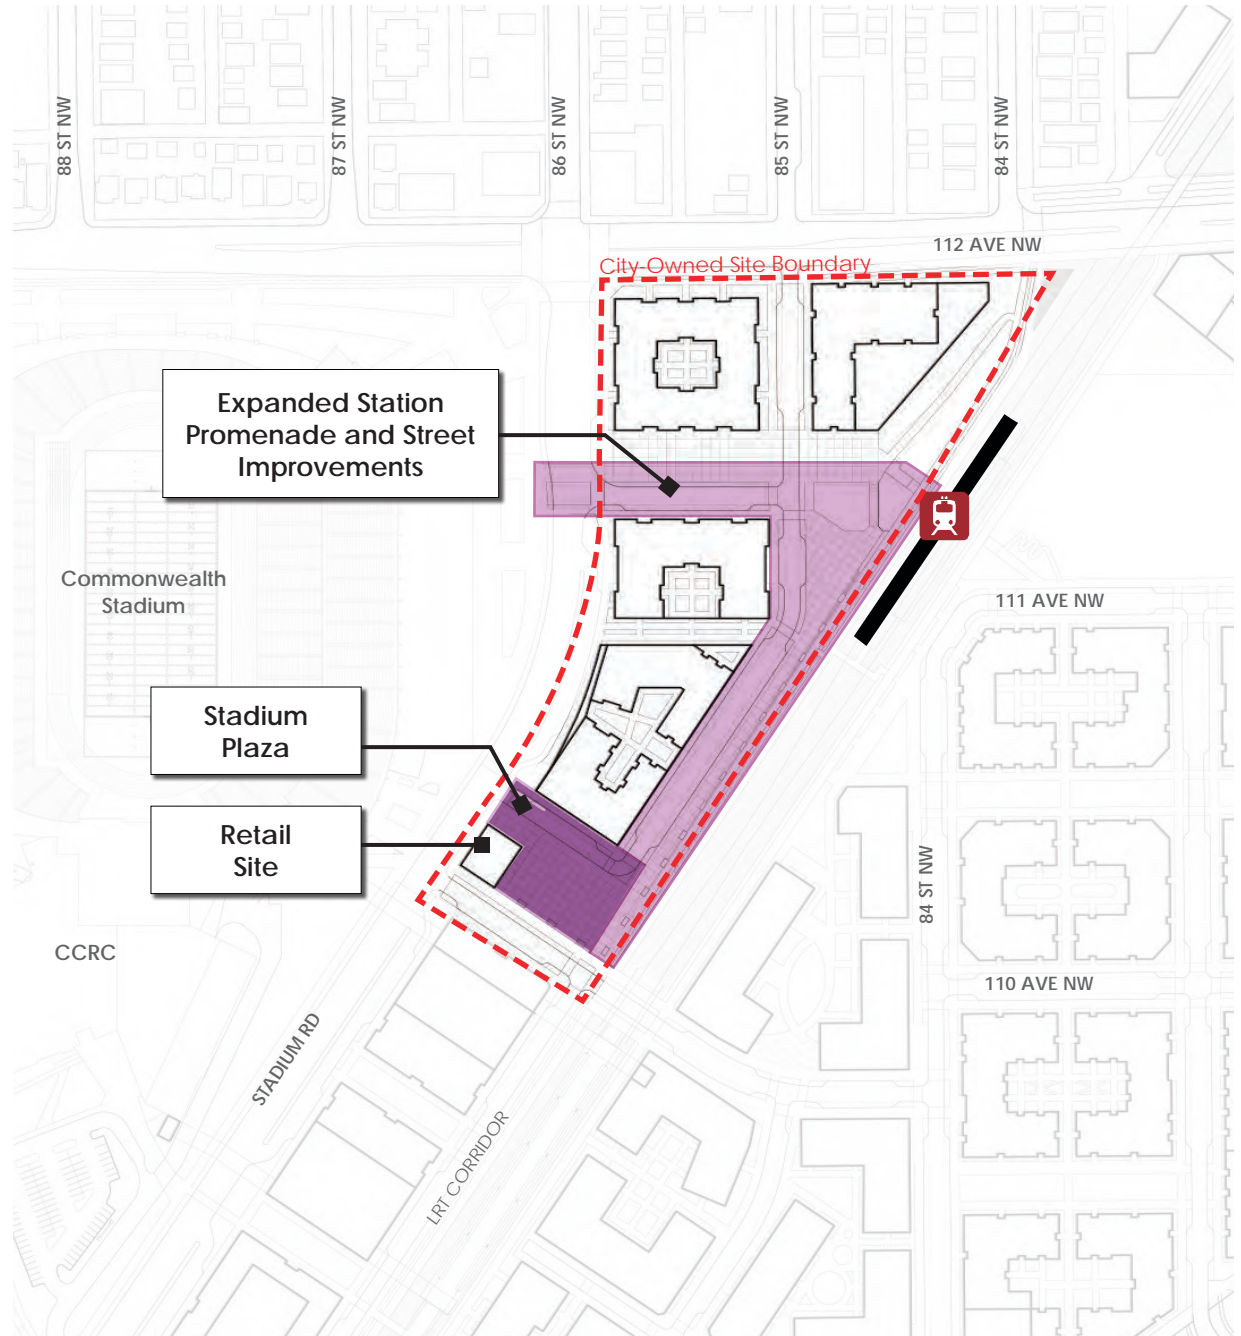 88 ST NW
87 ST NW
86 ST NW
85 ST NW
84 ST NW
112 AVE NW
City-Owned Site Boundary
Expanded Station
Promenade and Street
Improvements
Commonwealth
Stadium
111 AVE NW
Stadium
Plaza
Retail
Site
84 ST NW
CCRC
110 AVE NW
STADIUM RD
LRT CORRIDOR